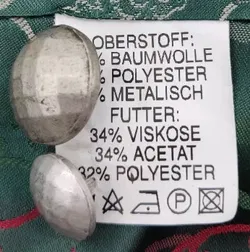 OBERSTOFF:
% BAUMWOLLE
% POLYESTER
% METALISCH
FUTTER:
34% VISKOSE
34% ACETAT
32% POLYESTER
P